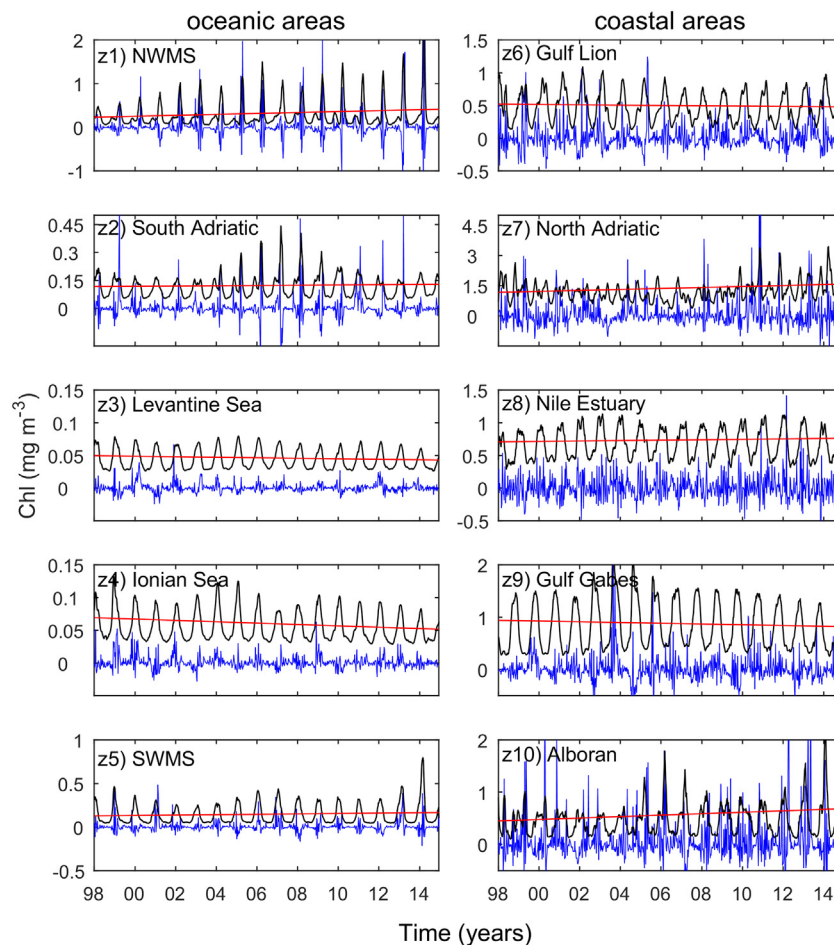 oceanic areas
coastal areas
z1) NWMS
2
1
0
-1
z6) Gulf Lion
1.5
1
0.5
0
-0.5
z2) South Adriatic
0.45
0.3
0.15
0
z7) North Adriatic
4.5
3
1.5
0
z3) Levantine Sea
0.15
0.1
0.05
0
z8) Nile Estuary
1.5
1
0.5
0
-0.5
z4) Ionian Sea
0.15
0.1
0.05
0
z9) Gulf Gabes
2
1
0
z5) SWMS
1
0.5
0
-0.5
z10) Alboran
2
1
0
98 00 02 04 06 08 10 12 14
98 00 02 04 06 08 10 12 14
Chl (mg m⁻³)
Time (years)